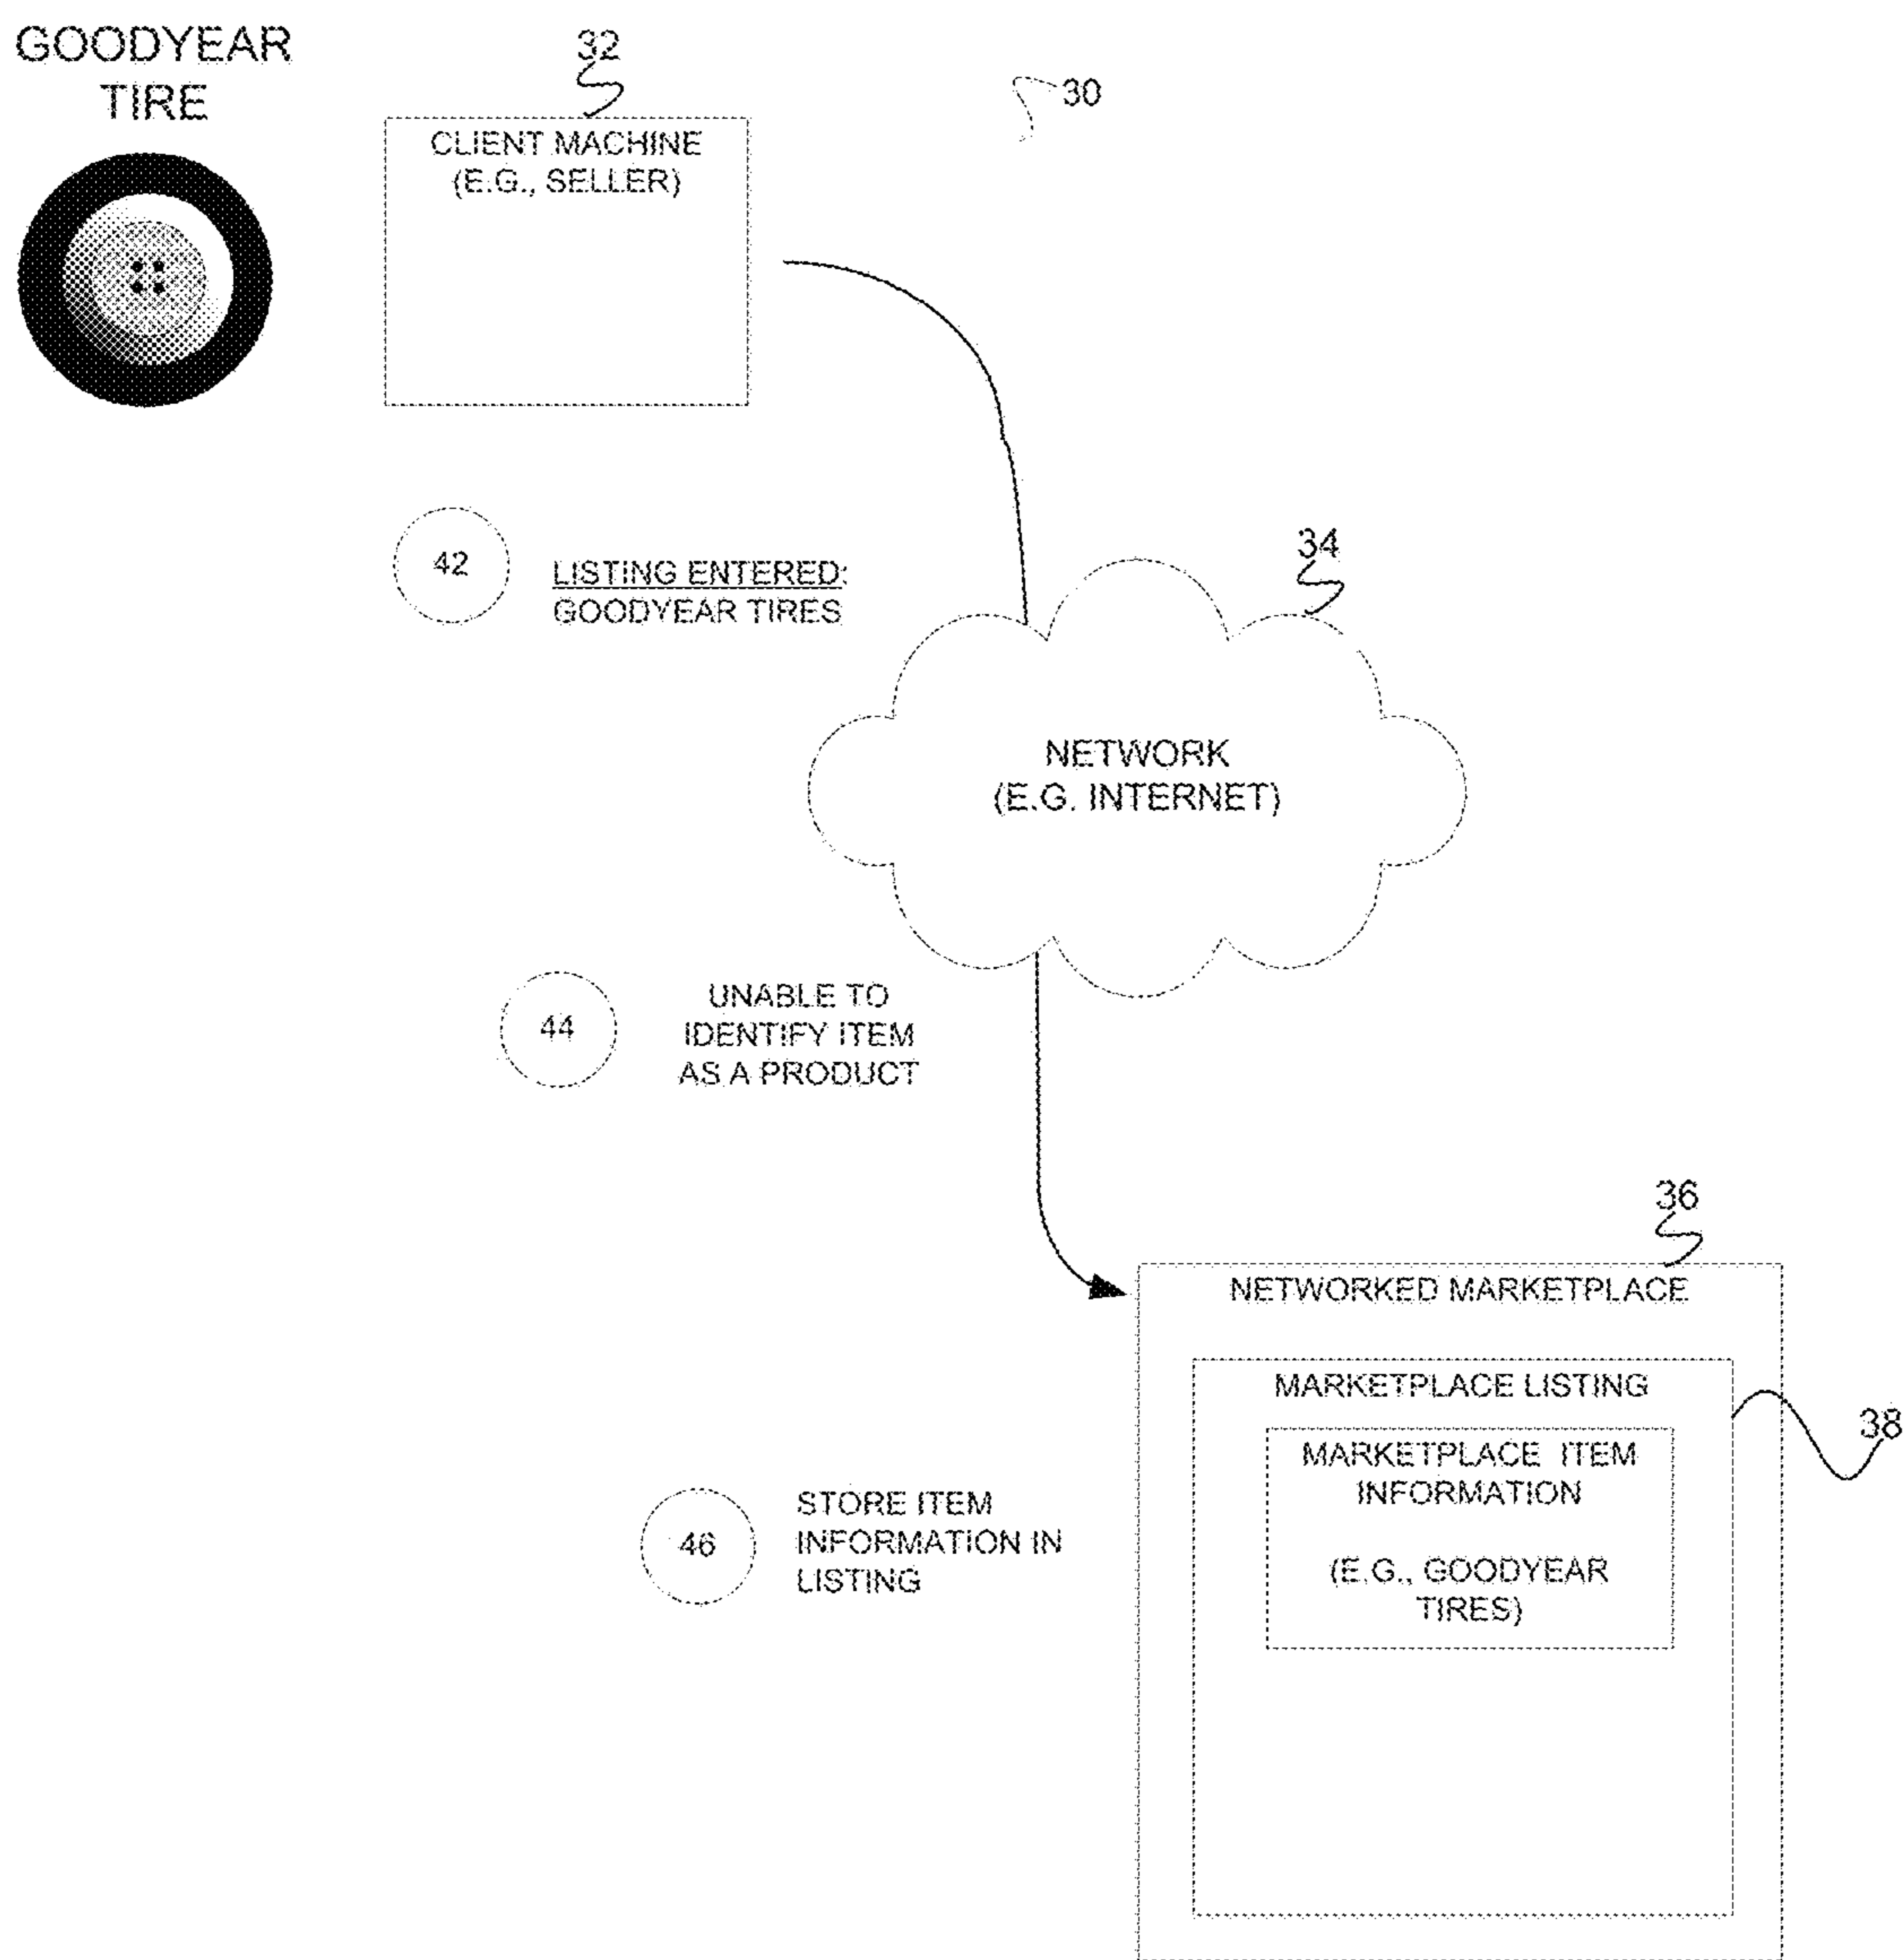 GOODYEAR
TIRE
32
30
CLIENT MACHINE
(E.G., SELLER)
42
LISTING ENTERED:
GOODYEAR TIRES
34
NETWORK
(E.G. INTERNET)
44
UNABLE TO
IDENTIFY ITEM
AS A PRODUCT
36
NETWORKED MARKETPLACE
MARKETPLACE LISTING
38
MARKETPLACE ITEM
INFORMATION
(E.G., GOODYEAR
TIRES)
46
STORE ITEM
INFORMATION IN
LISTING